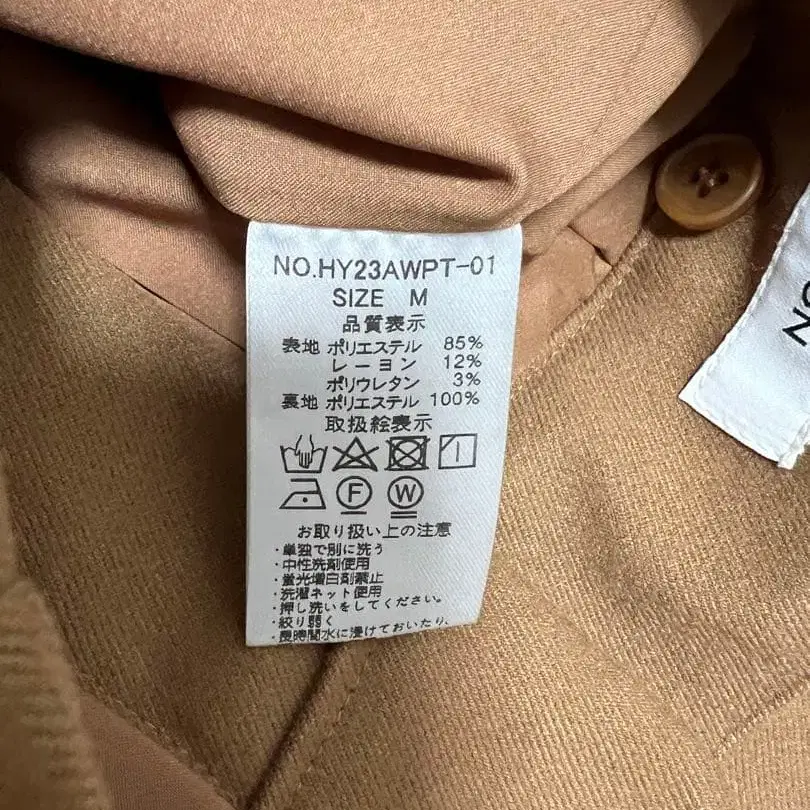 NO.HY23AWPT-01
SIZE M
品質表示
表地 ポリエステル 85%
レーヨン 12%
ポリウレタン 3%
裏地 ポリエステル 100%
取扱絵表示
F W
お取り扱い上の注意
・単独で別に洗う
・中性洗剤使用
・蛍光増白剤禁止
・洗濯ネット使用
・押し洗いをしてください。
・絞り弱く
・長時間水に浸けておいたり、
NO